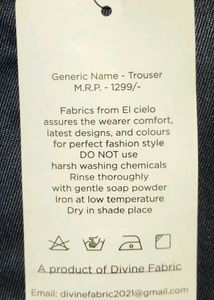 Generic Name - Trouser
M.R.P. - 1299/-
Fabrics from El cielo
assures the wearer comfort,
latest designs, and colours
for perfect fashion style
DO NOT use
harsh washing chemicals
Rinse thoroughly
with gentle soap powder
Iron at low temperature
Dry in shade place
A product of Divine Fabric
Email: divinefabric2021@gmail.com